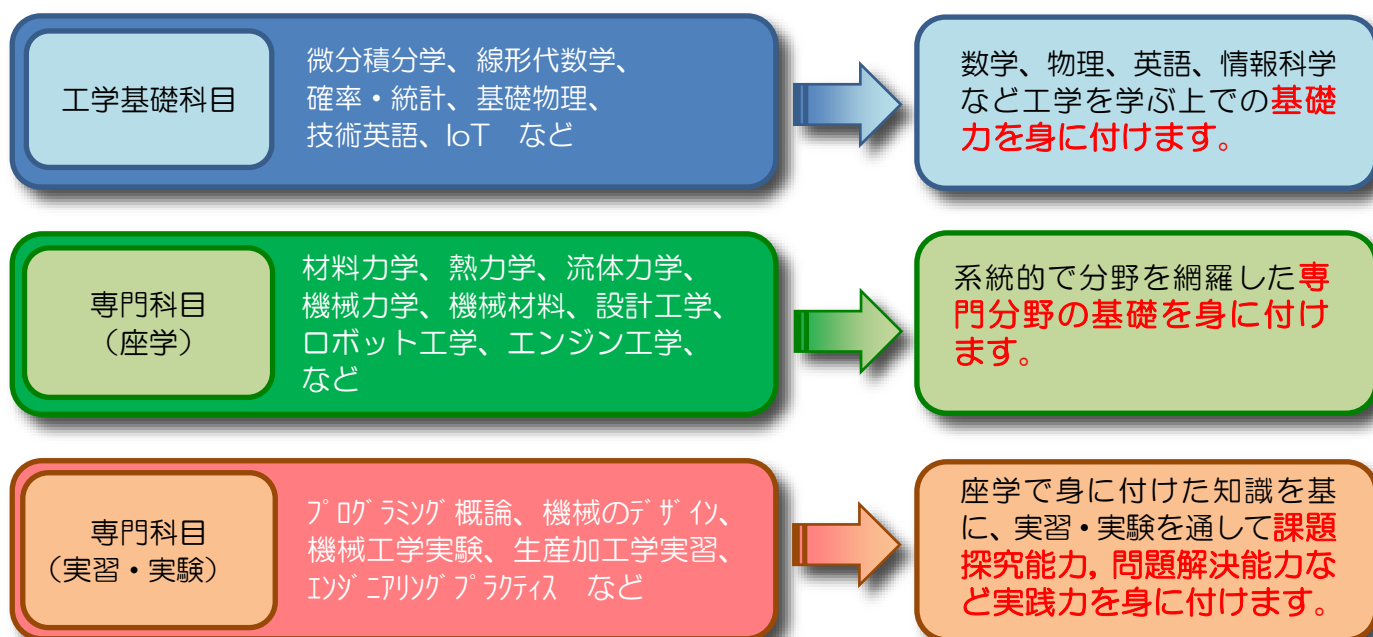 工学基礎科目
微分積分学、線形代数学、
確率・統計、基礎物理、
技術英語、IoT　など
数学、物理、英語、情報科学
など工学を学ぶ上での基礎
力を身に付けます。
専門科目
（座学）
材料力学、熱力学、流体力学、
機械力学、機械材料、設計工学、
ロボット工学、エンジン工学、
など
系統的で分野を網羅した専
門分野の基礎を身に付け
ます。
専門科目
（実習・実験）
ﾌﾟﾛｸﾞﾗﾐﾝｸﾞ概論、機械のﾃﾞｻﾞｲﾝ、
機械工学実験、生産加工学実習、
ｴﾝｼﾞﾆｱﾘﾝｸﾞﾌﾟﾗｸﾃｨｽ　など
座学で身に付けた知識を基
に、実習・実験を通して課題
探究能力，問題解決能力な
ど実践力を身に付けます。